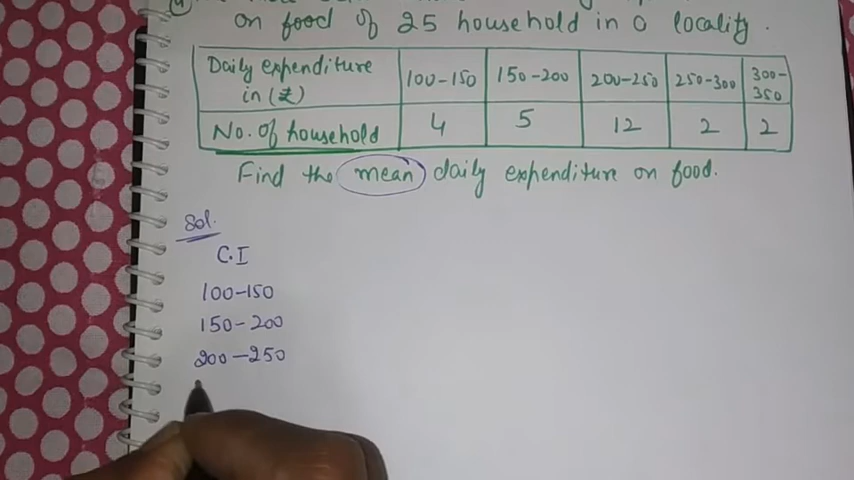 on food of 25 household in a locality.
Daily expenditure in (₹) 100-150 150-200 200-250 250-300 300-350
No. of household 4 5 12 2 2
Find the mean daily expenditure on food.
Sol.
C.I
100-150
150-200
200-250